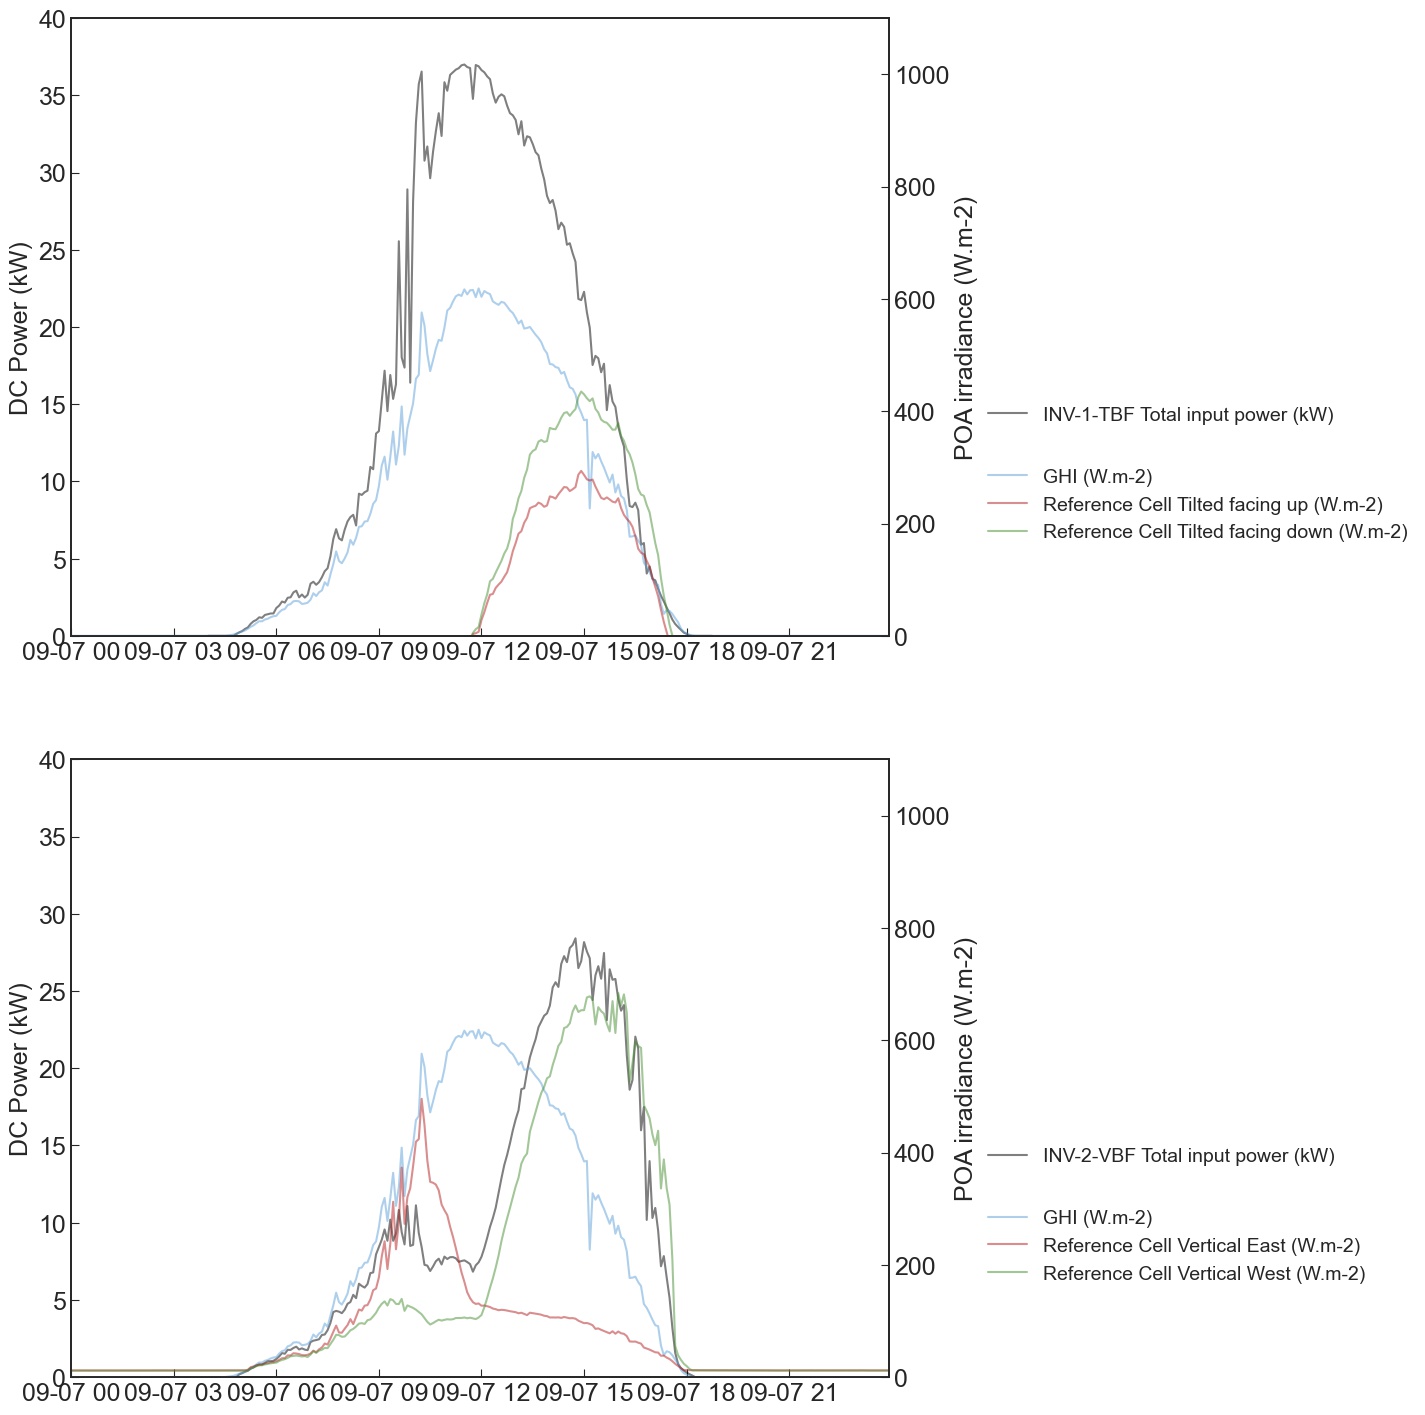 40
35
30
25
20
15
10
5
0
DC Power (kW)
1000
800
600
400
200
0
POA irradiance (W.m-2)
09-07 00 09-07 03 09-07 06 09-07 09 09-07 12 09-07 15 09-07 18 09-07 21
INV-1-TBF Total input power (kW)
GHI (W.m-2)
Reference Cell Tilted facing up (W.m-2)
Reference Cell Tilted facing down (W.m-2)
40
35
30
25
20
15
10
5
0
DC Power (kW)
1000
800
600
400
200
0
POA irradiance (W.m-2)
09-07 00 09-07 03 09-07 06 09-07 09 09-07 12 09-07 15 09-07 18 09-07 21
INV-2-VBF Total input power (kW)
GHI (W.m-2)
Reference Cell Vertical East (W.m-2)
Reference Cell Vertical West (W.m-2)